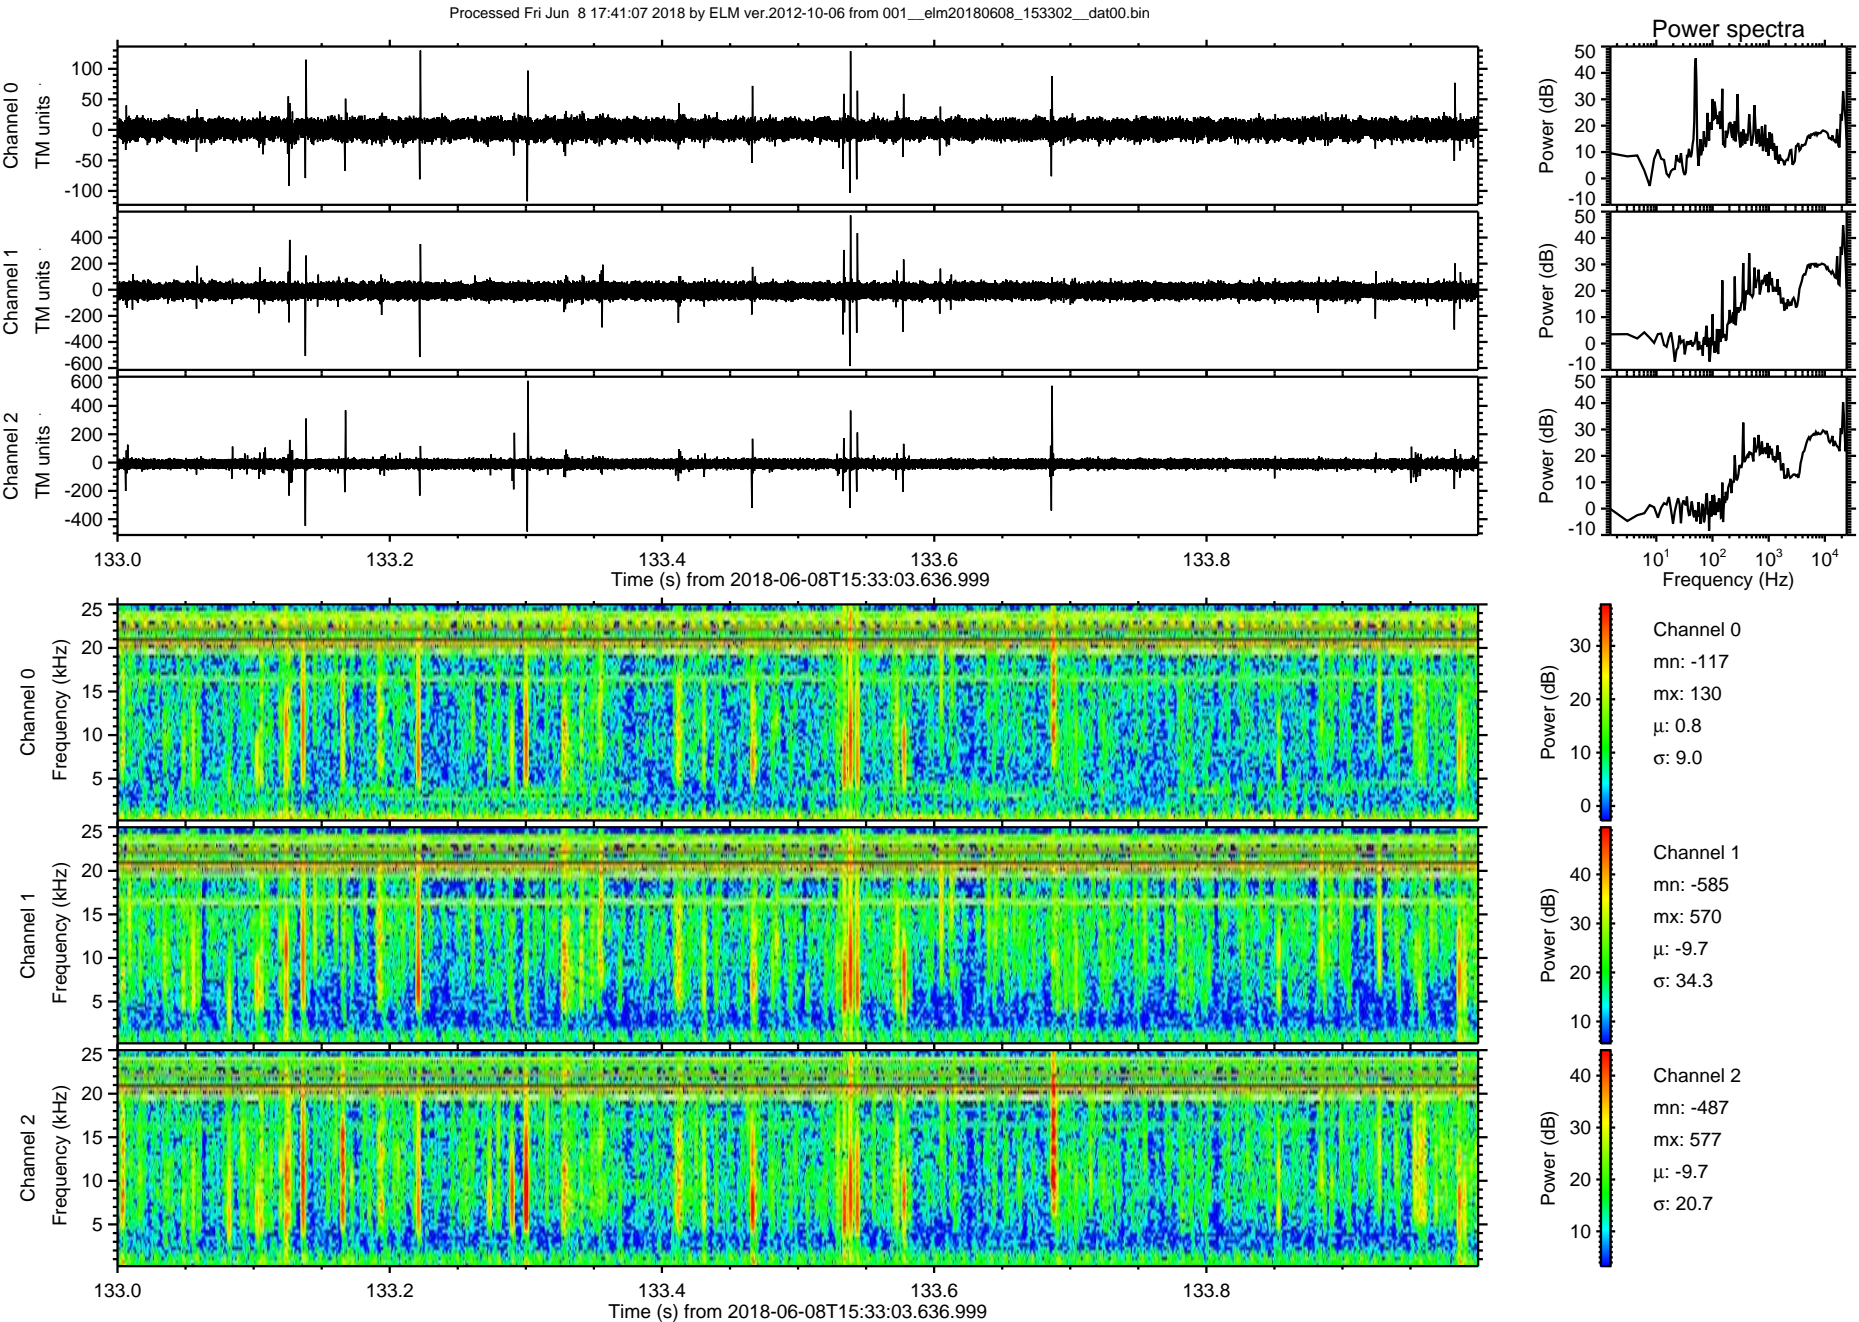 Processed Fri Jun  8 17:41:07 2018 by ELM ver.2012-10-06 from 001__elm20180608_153302__dat00.bin
Power spectra
Channel 0
TM units
100
50
0
-50
-100
Power (dB)
50
40
30
20
10
0
-10
Channel 1
TM units
400
200
0
-200
-400
-600
Power (dB)
50
40
30
20
10
0
-10
Channel 2
TM units
600
400
200
0
-200
-400
Power (dB)
50
40
30
20
10
0
-10
133.0 133.2 133.4 133.6 133.8
Time (s) from 2018-06-08T15:33:03.636.999
10¹ 10² 10³ 10⁴
Frequency (Hz)
Channel 0
Frequency (kHz)
25
20
15
10
5
Power (dB)
30
20
10
0
Channel 0
mn: -117
mx: 130
μ: 0.8
σ: 9.0
Channel 1
Frequency (kHz)
25
20
15
10
5
Power (dB)
40
30
20
10
Channel 1
mn: -585
mx: 570
μ: -9.7
σ: 34.3
Channel 2
Frequency (kHz)
25
20
15
10
5
Power (dB)
40
30
20
10
Channel 2
mn: -487
mx: 577
μ: -9.7
σ: 20.7
133.0 133.2 133.4 133.6 133.8
Time (s) from 2018-06-08T15:33:03.636.999